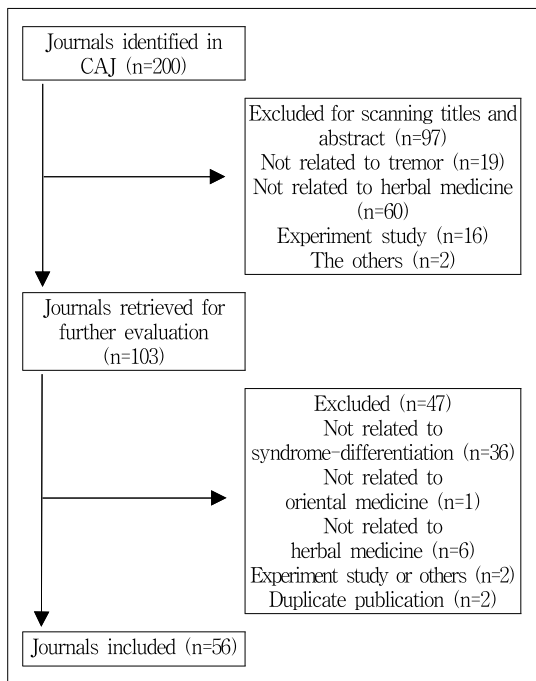 Journals identified in
CAJ (n=200)
Excluded for scanning titles and
abstract (n=97)
Not related to tremor (n=19)
Not related to herbal medicine
(n=60)
Experiment study (n=16)
The others (n=2)
Journals retrieved for
further evaluation
(n=103)
Excluded (n=47)
Not related to
syndrome-differentiation (n=36)
Not related to
oriental medicine (n=1)
Not related to
herbal medicine (n=6)
Experiment study or others (n=2)
Duplicate publication (n=2)
Journals included (n=56)